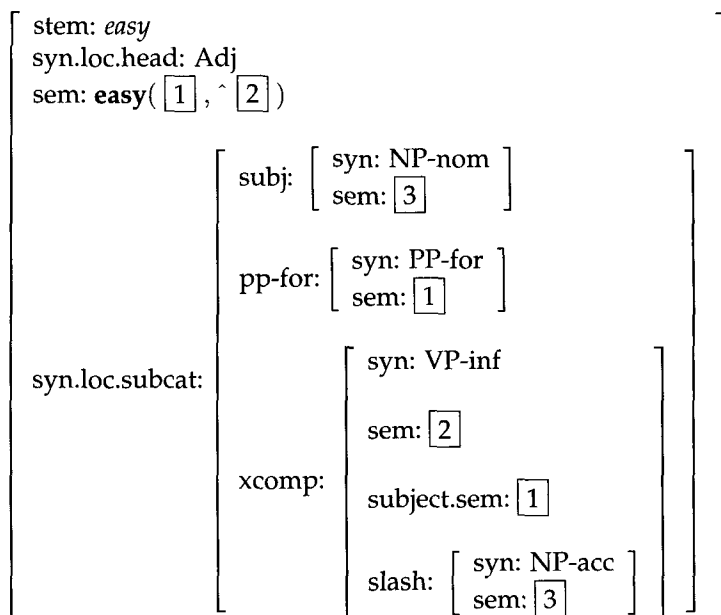 stem: easy
syn.loc.head: Adj
sem: easy( 1 , ^ 2 )
subj: syn: NP-nom
sem: 3
pp-for: syn: PP-for
sem: 1
syn.loc.subcat:
xcomp: syn: VP-inf
sem: 2
subject.sem: 1
slash: syn: NP-acc
sem: 3